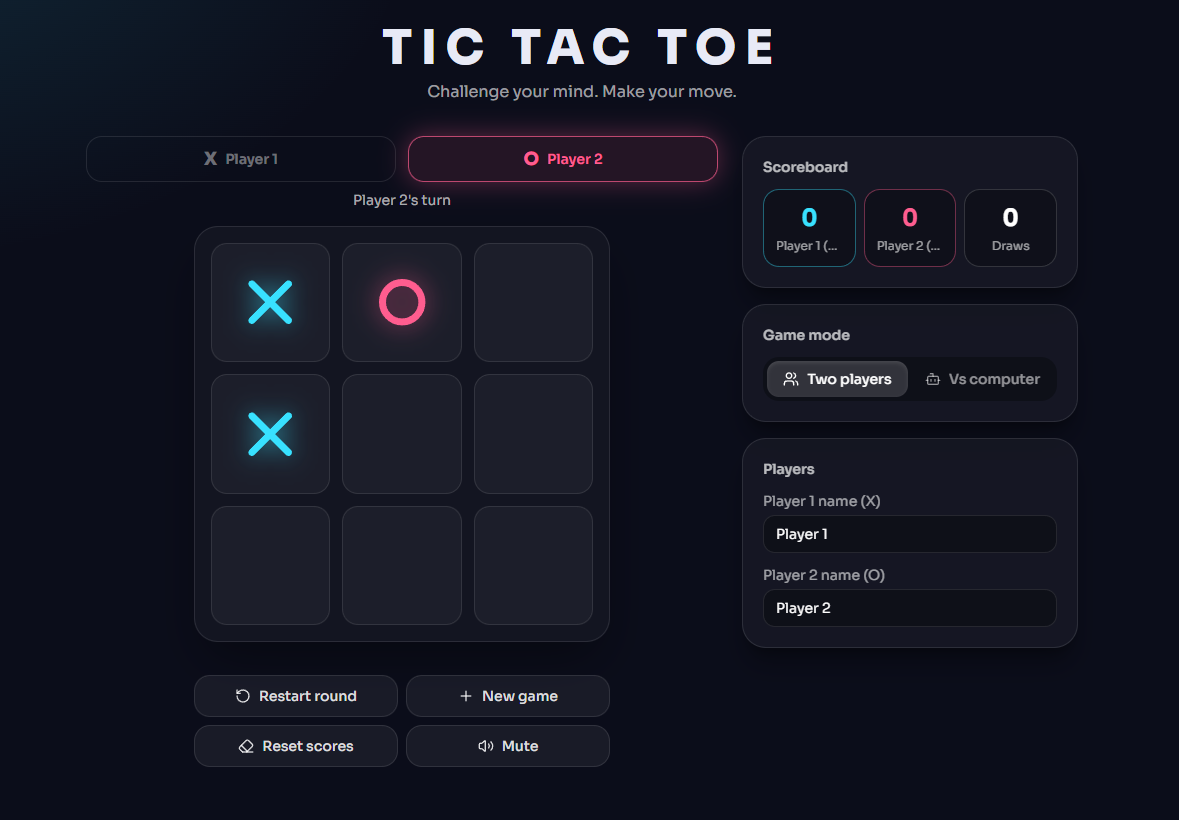 TIC TAC TOE
Challenge your mind. Make your move.
X Player 1
O Player 2
Player 2's turn
Scoreboard
0
Player 1 (...
0
Player 2 (...
0
Draws
Game mode
Two players
Vs computer
Players
Player 1 name (X)
Player 1
Player 2 name (O)
Player 2
X O
X
Restart round
New game
Reset scores
Mute